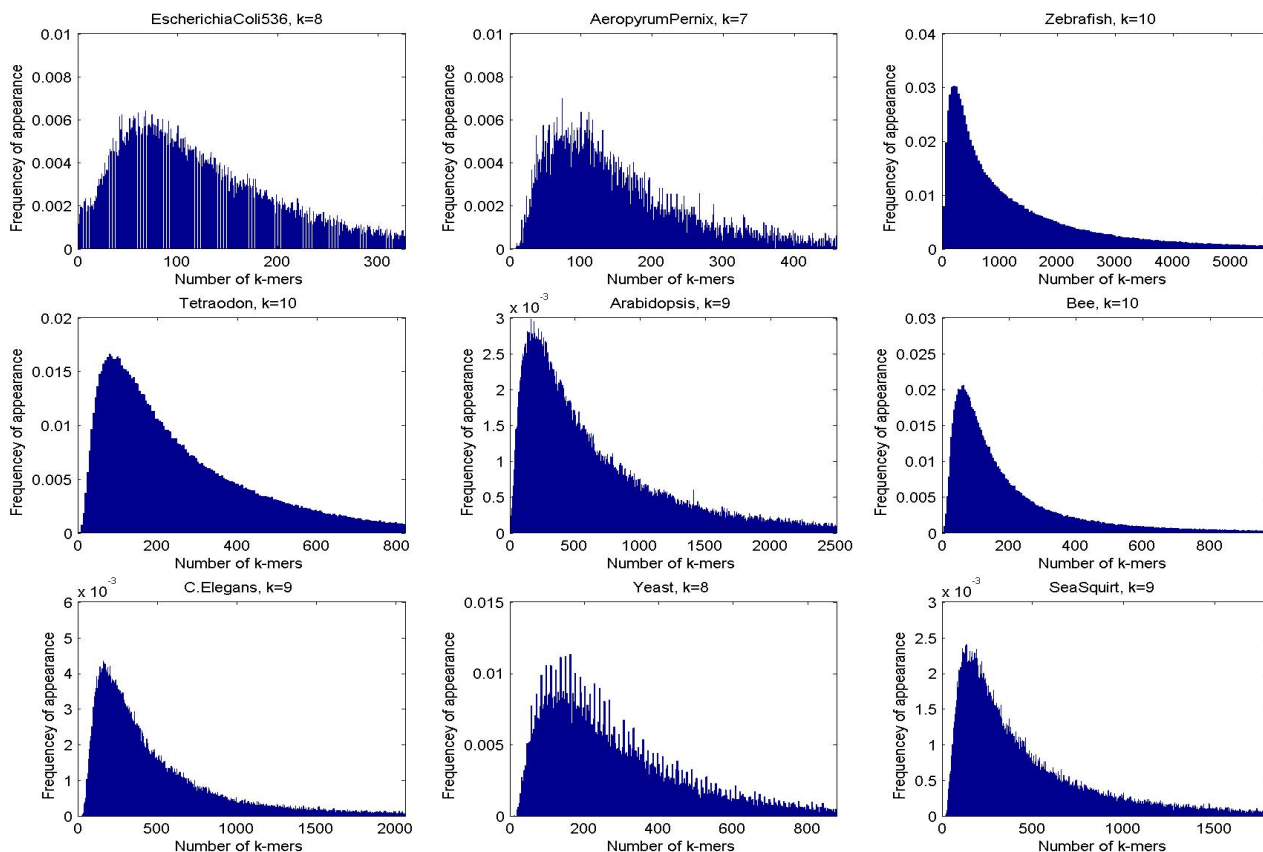 EscherichiaColi536, k=8
0.01
0.008
0.006
0.004
0.002
0
Frequencey of appearance
0 100 200 300
Number of k-mers
AeropyrumPernix, k=7
0.01
0.008
0.006
0.004
0.002
0
Frequencey of appearance
0 100 200 300 400
Number of k-mers
Zebrafish, k=10
0.04
0.03
0.02
0.01
0
Frequencey of appearance
0 1000 2000 3000 4000 5000
Number of k-mers
Tetraodon, k=10
0.02
0.015
0.01
0.005
0
Frequencey of appearance
0 200 400 600 800
Number of k-mers
Arabidopsis, k=9
x 10⁻³
3
2.5
2
1.5
1
0.5
0
Frequencey of appearance
0 500 1000 1500 2000 2500
Number of k-mers
Bee, k=10
0.03
0.025
0.02
0.015
0.01
0.005
0
Frequencey of appearance
0 200 400 600 800
Number of k-mers
C.Elegans, k=9
x 10⁻³
6
5
4
3
2
1
0
Frequencey of appearance
0 500 1000 1500 2000
Number of k-mers
Yeast, k=8
0.015
0.01
0.005
0
Frequencey of appearance
0 200 400 600 800
Number of k-mers
SeaSquirt, k=9
x 10⁻³
3
2.5
2
1.5
1
0.5
0
Frequencey of appearance
0 500 1000 1500
Number of k-mers